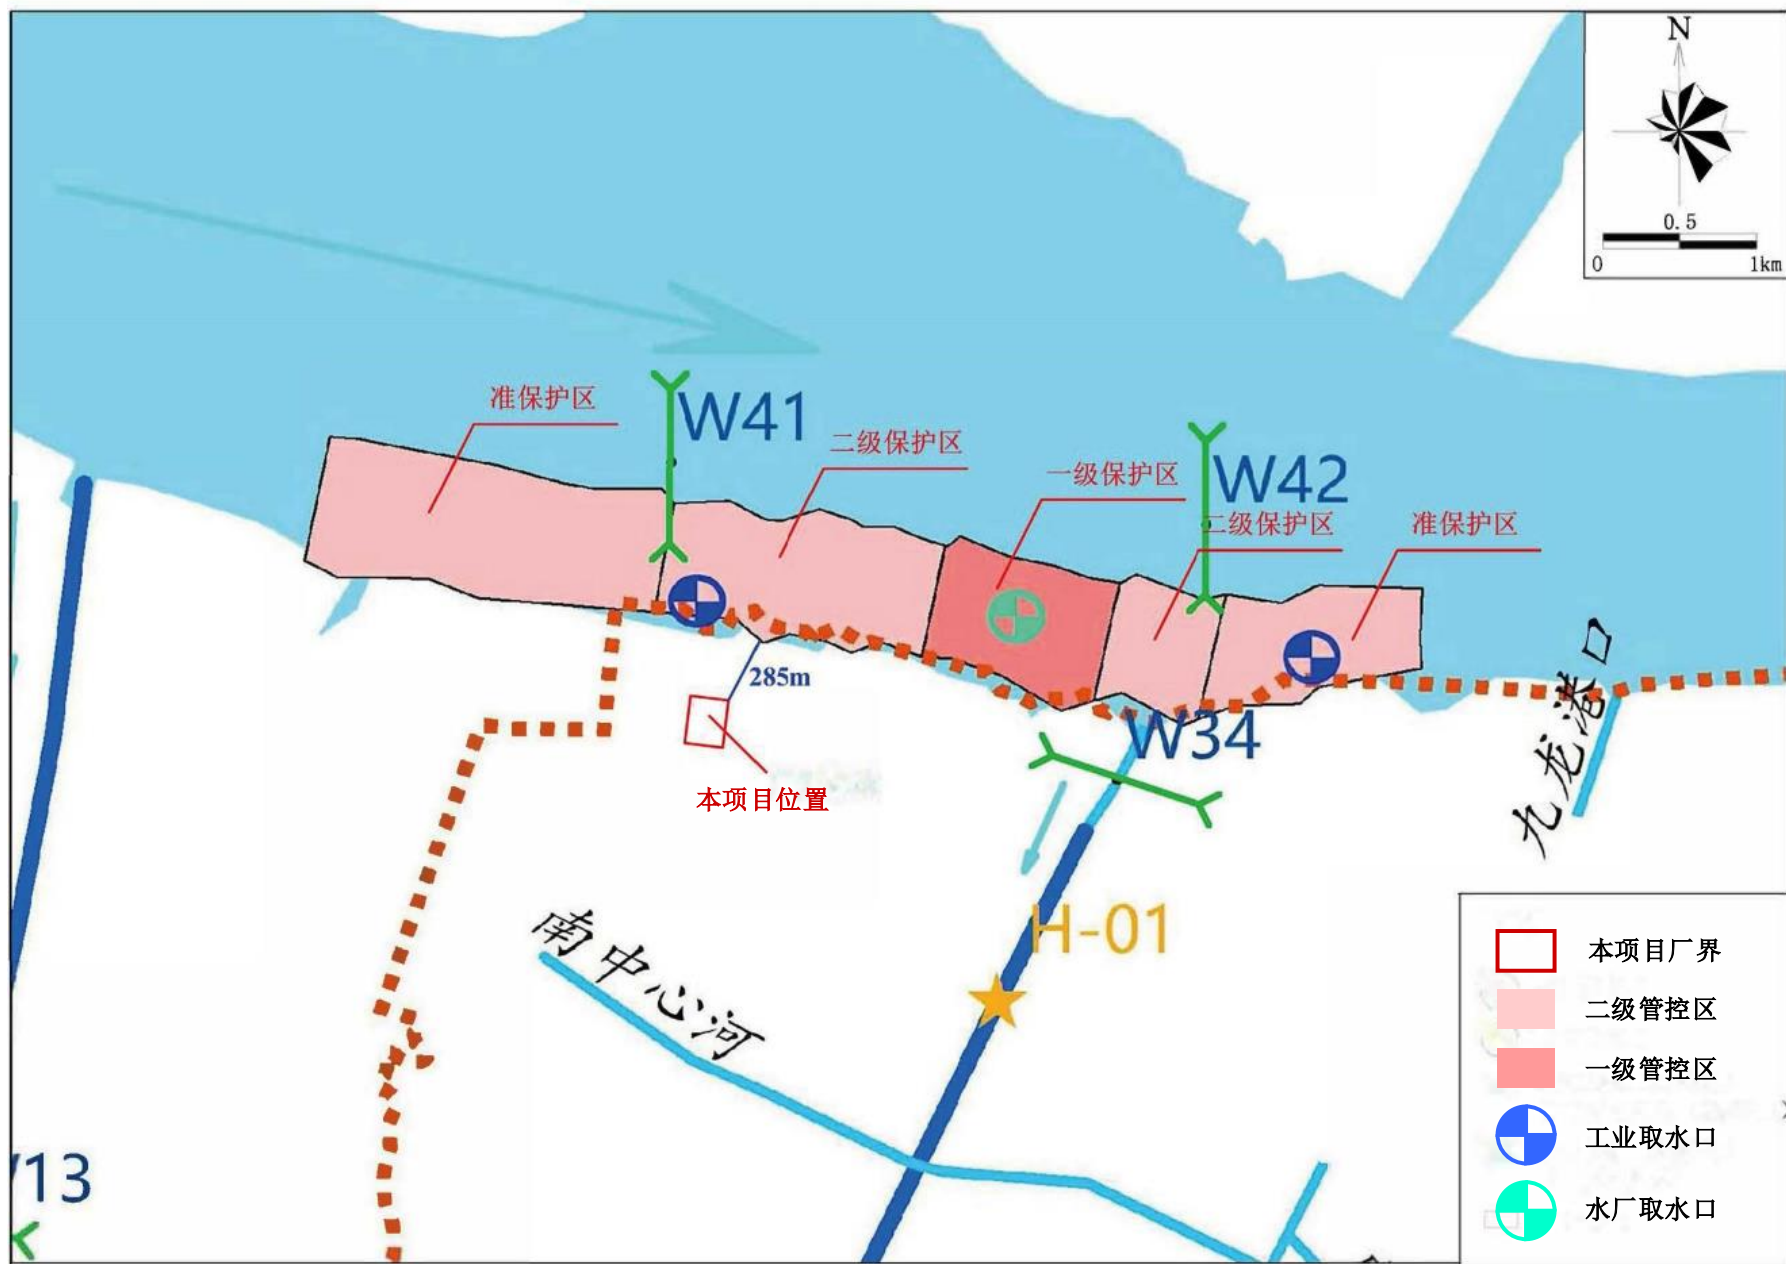 N
0.5
0
1km
准保护区
W41
二级保护区
一级保护区
W42
二级保护区
准保护区
285m
本项目位置
W34
九龙港口
H-01
南中心河
13
本项目厂界
二级管控区
一级管控区
工业取水口
水厂取水口